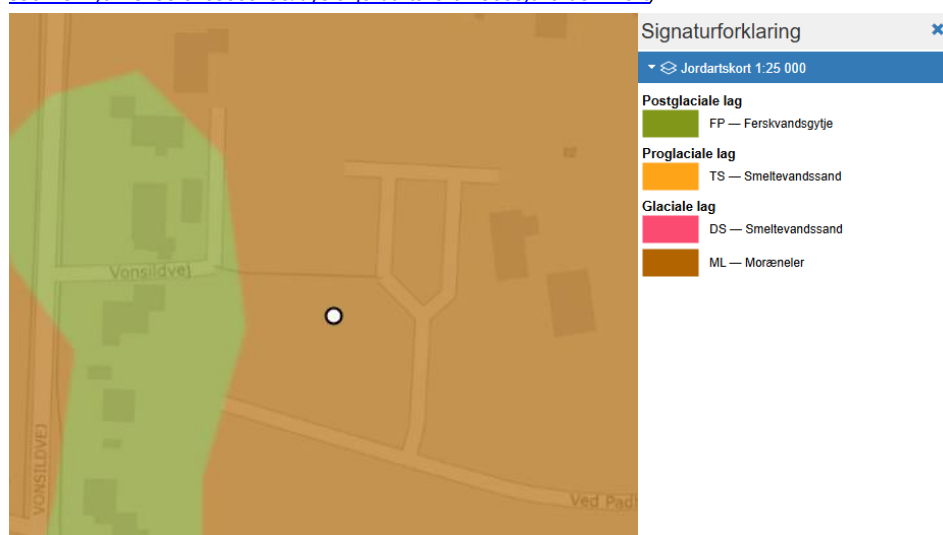 Signaturforklaring
Jordartskort 1:25 000
Postglaciale lag
FP — Ferskvandsgytje
Proglaciale lag
TS — Smeltevandssand
Glaciale lag
DS — Smeltevandssand
ML — Moræneler
Vonsildvej
VONSILDVEJ
Ved